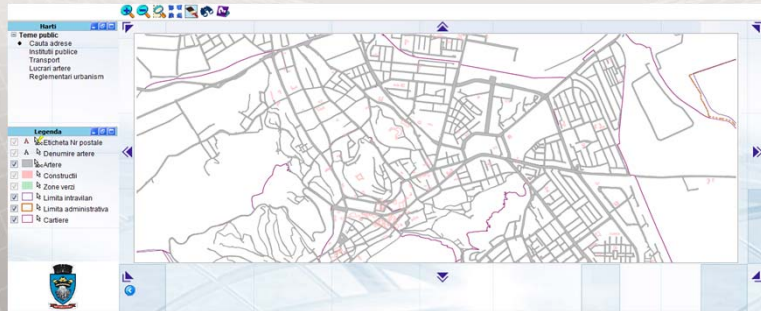 Harti
Teme public
Cauta adrese
Institutii publice
Transport
Lucrari artere
Reglementari urbanism
Legenda
A Eticheta Nr postale
A Denumire artere
Artere
Constructii
Zone verzi
Limita intravilan
Limita administrativa
Cartiere